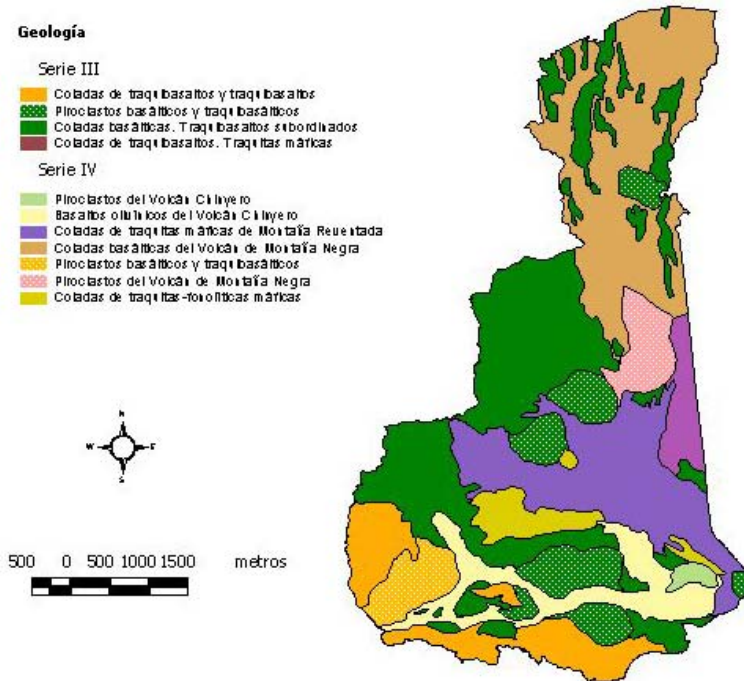 Geología
Serie III
Coladas de traquibasaltos y traquibasaltos
Piroclastos basálticos y traquibasálticos
Coladas basálticas. Traquibasaltos subordinados
Coladas de traquibasaltos. Traquitas máficas
Serie IV
Piroclastos del Volcán Chinyero
Basaltos olivínicos del Volcán Chinyero
Coladas de traquitas máficas de Montaña Reventada
Coladas basálticas del Volcán de Montaña Negra
Piroclastos basálticos y traquibasálticos
Piroclastos del Volcán de Montaña Negra
Coladas de traquitas-fonolíticas máficas
N
W E
S
500 0 500 1000 1500 metros